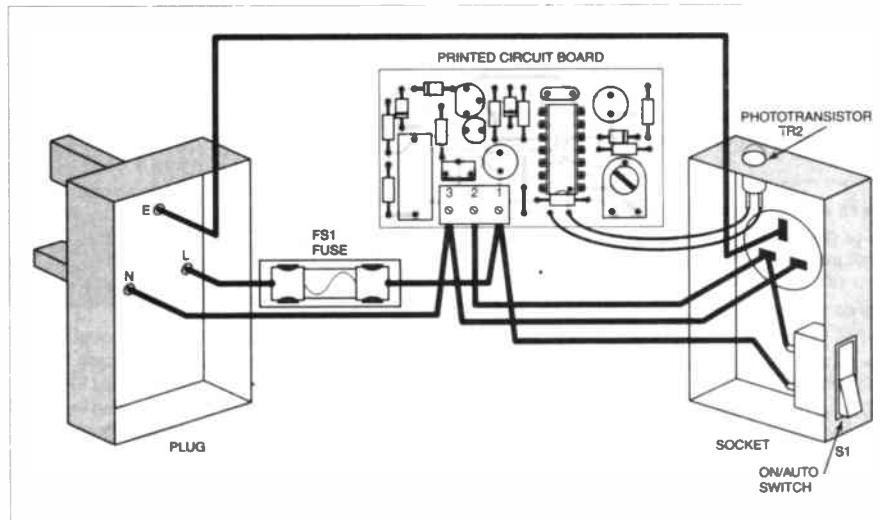 PRINTED CIRCUIT BOARD
PHOTOTRANSISTOR
TR2
E
L
N
FS1
FUSE
3 2 1
PLUG
SOCKET
S1
ON/AUTO
SWITCH